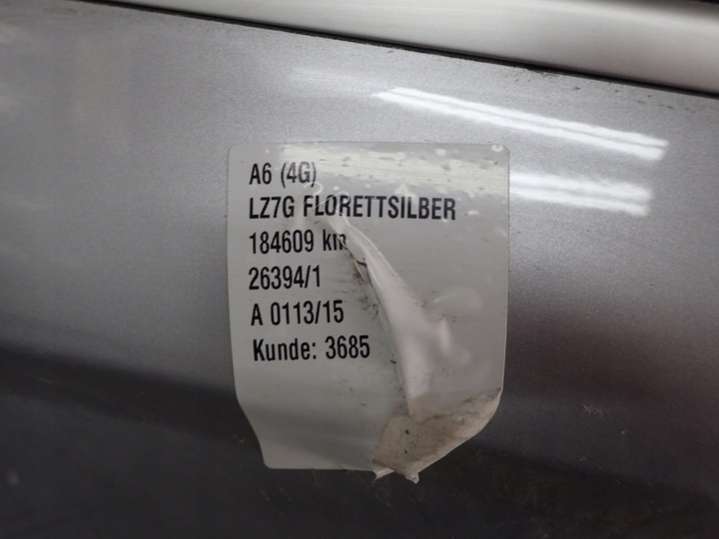 A6 (4G)
LZ7G FLORETTSILBER
184609 km
26394/1
A 0113/15
Kunde: 3685